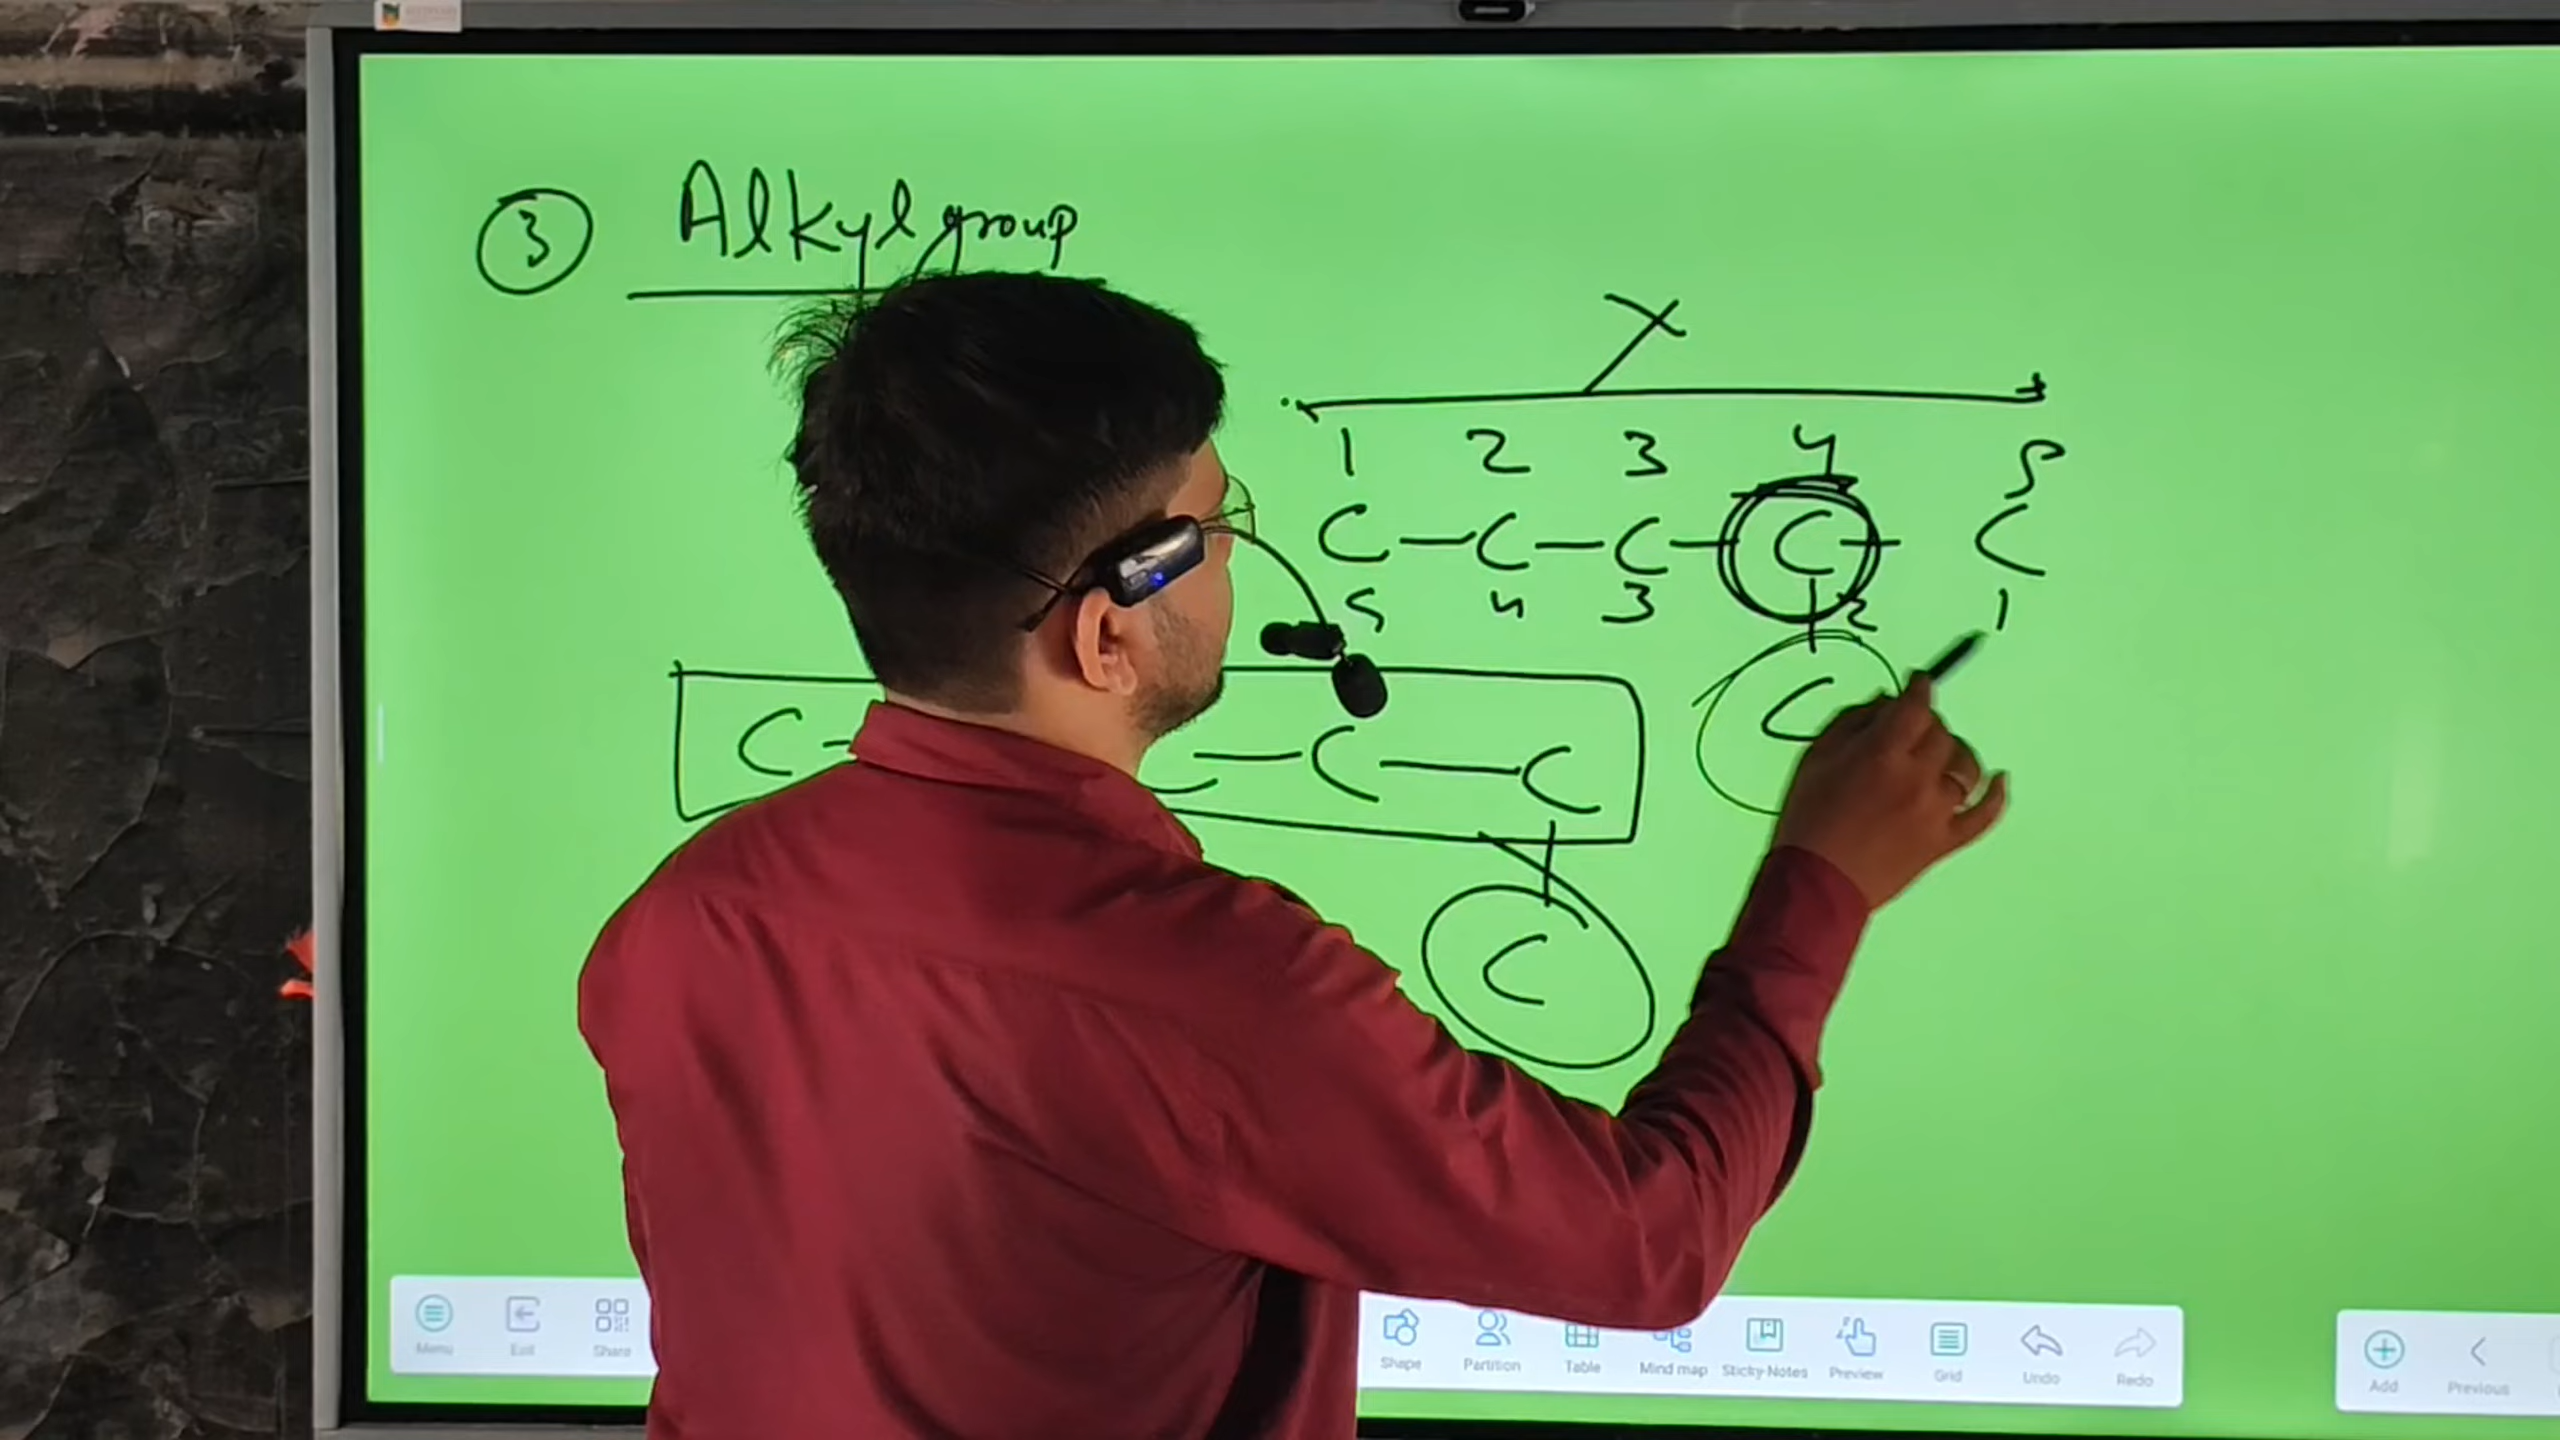 3 Alkyl group
X
1 2 3 4 5
C — C — C — C — C
5 4 3 2 1
C
C — C — C — C
C
Menu Exit Share Shape Partition Table Mind map Sticky Notes Preview Grid Undo Redo Add Previous